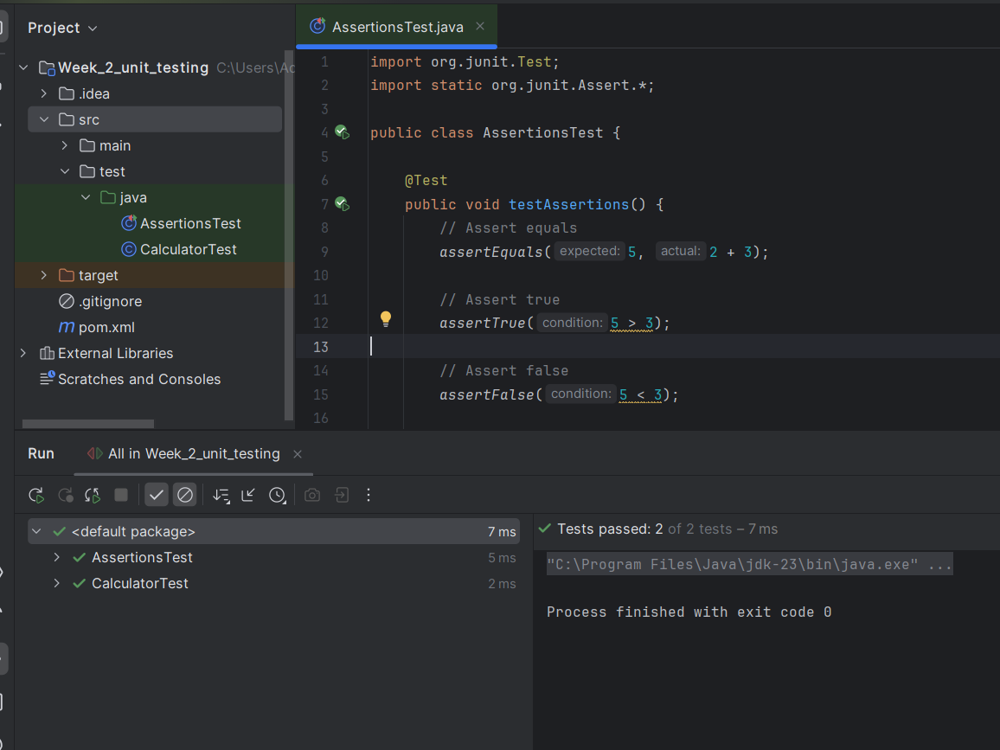 Project
Week_2_unit_testing C:\Users\Ad
.idea
src
main
test
java
AssertionsTest
CalculatorTest
target
.gitignore
pom.xml
External Libraries
Scratches and Consoles
AssertionsTest.java
1 import org.junit.Test;
2 import static org.junit.Assert.*;
3
4 public class AssertionsTest {
5
6 @Test
7 public void testAssertions() {
8 // Assert equals
9 assertEquals( expected: 5, actual: 2 + 3);
10
11 // Assert true
12 assertTrue( condition: 5 > 3);
13
14 // Assert false
15 assertFalse( condition: 5 < 3);
16
Run All in Week_2_unit_testing
<default package> 7 ms
AssertionsTest 5 ms
CalculatorTest 2 ms
Tests passed: 2 of 2 tests – 7 ms
"C:\Program Files\Java\jdk-23\bin\java.exe" ...
Process finished with exit code 0